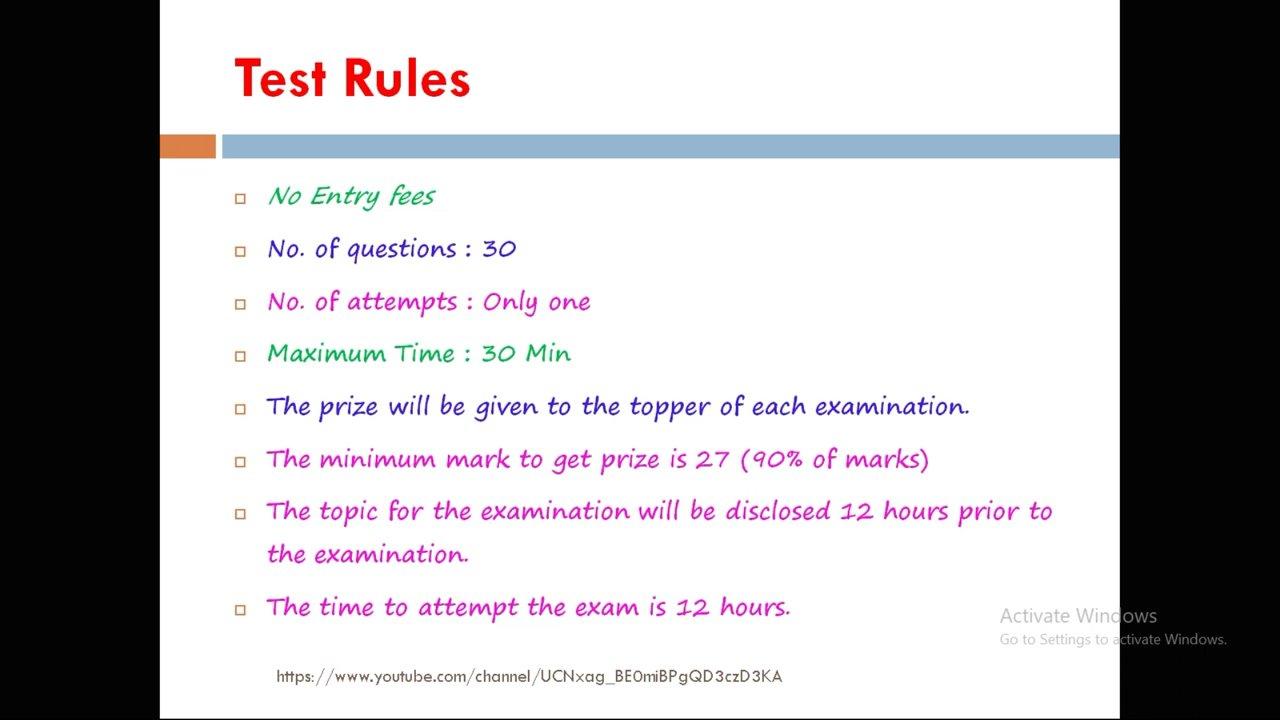 Test Rules
No Entry fees
No. of questions : 30
No. of attempts : Only one
Maximum Time : 30 Min
The prize will be given to the topper of each examination.
The minimum mark to get prize is 27 (90% of marks)
The topic for the examination will be disclosed 12 hours prior to
the examination.
The time to attempt the exam is 12 hours.
Activate Windows
Go to Settings to activate Windows.
https://www.youtube.com/channel/UCNxag_BE0miBPgQD3czD3KA